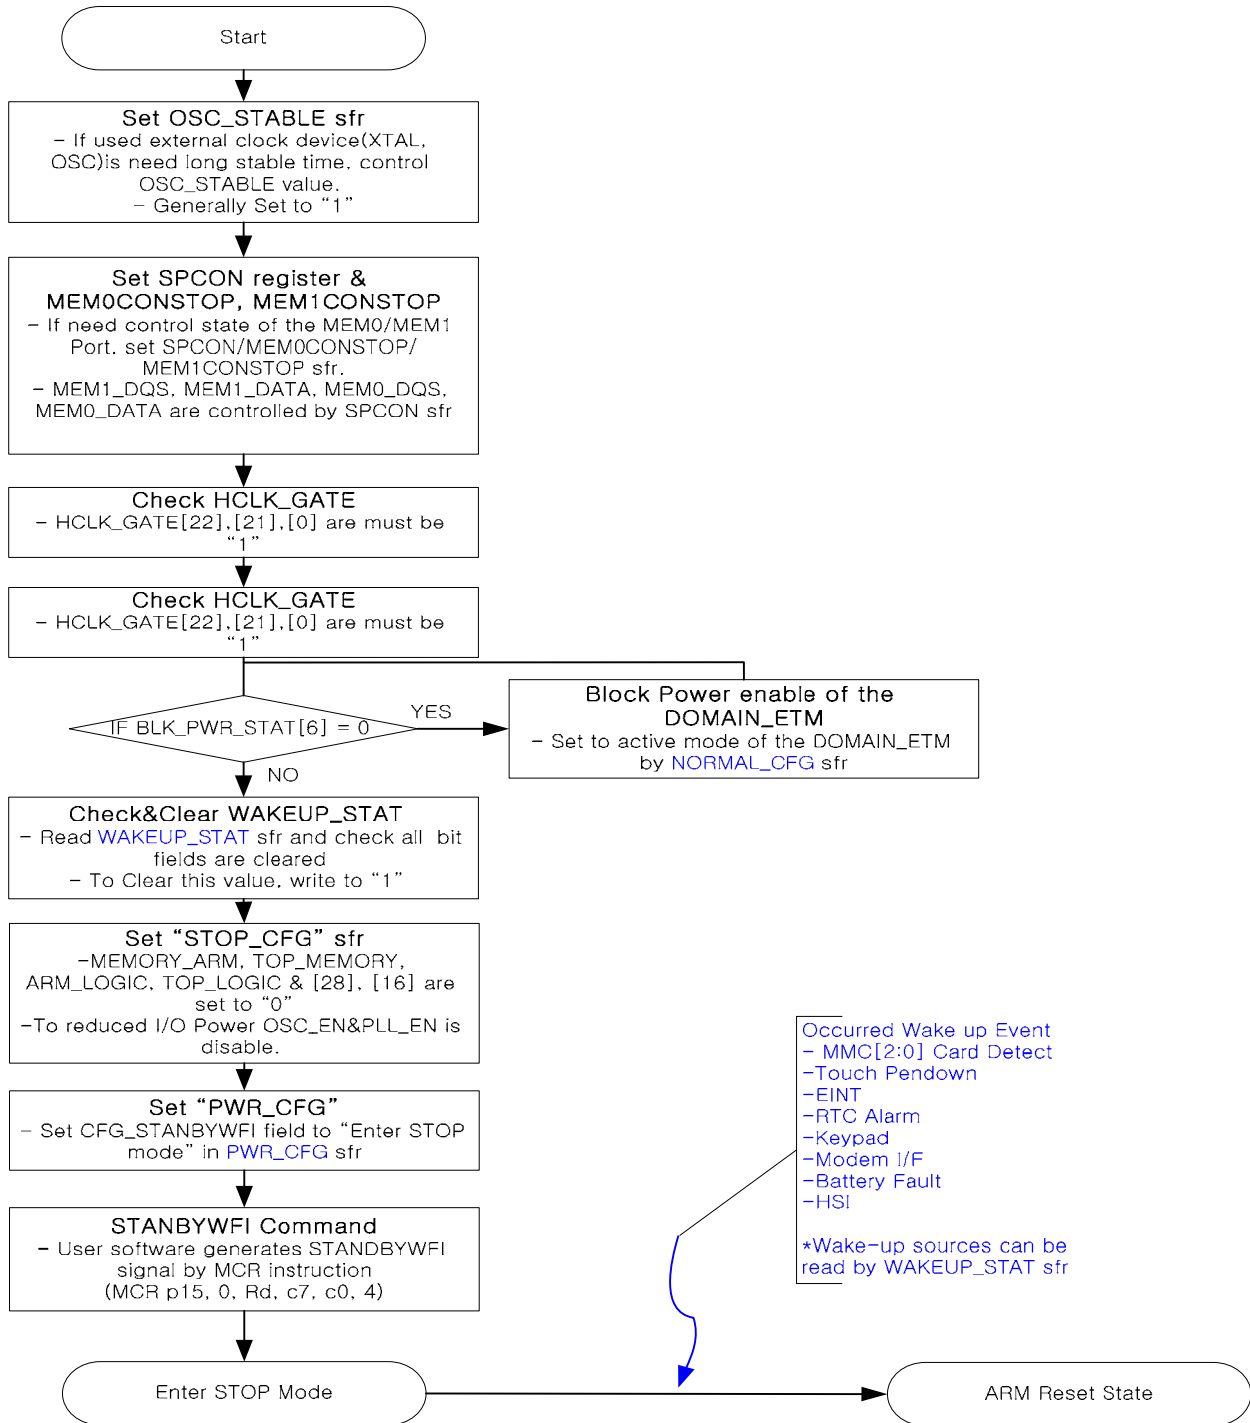 Start
Set OSC_STABLE sfr
- If used external clock device(XTAL,
OSC)is need long stable time, control
OSC_STABLE value.
- Generally Set to “1”
Set SPCON register &
MEM0CONSTOP, MEM1CONSTOP
- If need control state of the MEM0/MEM1
Port, set SPCON/MEM0CONSTOP/
MEM1CONSTOP sfr.
- MEM1_DQS, MEM1_DATA, MEM0_DQS,
MEM0_DATA are controlled by SPCON sfr
Check HCLK_GATE
- HCLK_GATE[22],[21],[0] are must be
“1”
Check HCLK_GATE
- HCLK_GATE[22],[21],[0] are must be
“1”
IF BLK_PWR_STAT[6] = 0
YES
NO
Block Power enable of the
DOMAIN_ETM
- Set to active mode of the DOMAIN_ETM
by NORMAL_CFG sfr
Check&Clear WAKEUP_STAT
- Read WAKEUP_STAT sfr and check all bit
fields are cleared
- To Clear this value, write to “1”
Set “STOP_CFG” sfr
-MEMORY_ARM, TOP_MEMORY,
ARM_LOGIC, TOP_LOGIC & [28], [16] are
set to “0”
-To reduced I/O Power OSC_EN&PLL_EN is
disable.
Set “PWR_CFG”
- Set CFG_STANBYWFI field to “Enter STOP
mode” in PWR_CFG sfr
STANBYWFI Command
- User software generates STANDBYWFI
signal by MCR instruction
(MCR p15, 0, Rd, c7, c0, 4)
Occurred Wake up Event
- MMC[2:0] Card Detect
-Touch Pendown
-EINT
-RTC Alarm
-Keypad
-Modem I/F
-Battery Fault
-HSI
*Wake-up sources can be
read by WAKEUP_STAT sfr
Enter STOP Mode
ARM Reset State